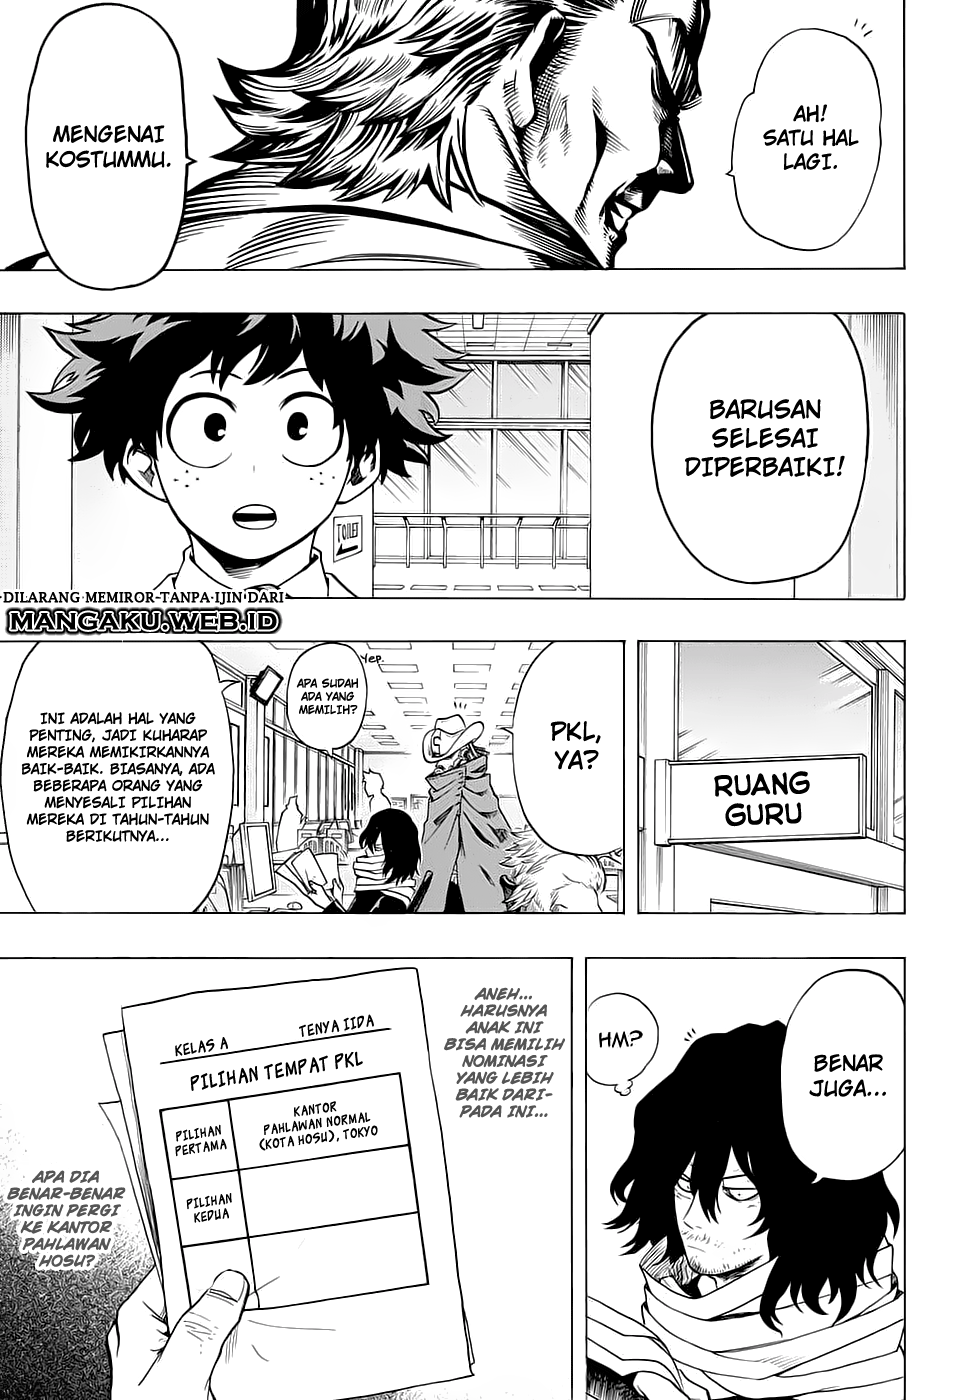 AH!
SATU HAL
LAGI.
MENGENAI
KOSTUMMU.
BARUSAN
SELESAI
DIPERBAIKI!
TOILET
DILARANG MEMIROR TANPA IJIN DARI
MANGAKU.WEB.ID
RUANG
GURU
PKL,
YA?
APA SUDAH
ADA YANG
MEMILIH?
Yep.
INI ADALAH HAL YANG
PENTING, JADI KUHARAP
MEREKA MEMIKIRKANNYA
BAIK-BAIK. BIASANYA, ADA
BEBERAPA ORANG YANG
MENYESALI PILIHAN
MEREKA DI TAHUN-TAHUN
BERIKUTNYA...
BENAR
JUGA...
HM?
ANEH...
HARUSNYA
ANAK INI
BISA MEMILIH
NOMINASI
YANG LEBIH
BAIK DARI-
PADA INI...
KELAS A TENYA IIDA
PILIHAN TEMPAT PKL
PILIHAN
PERTAMA
KANTOR
PAHLAWAN NORMAL
(KOTA HOSU), TOKYO
PILIHAN
KEDUA
APA DIA
BENAR-BENAR
INGIN PERGI
KE KANTOR
PAHLAWAN
HOSU?